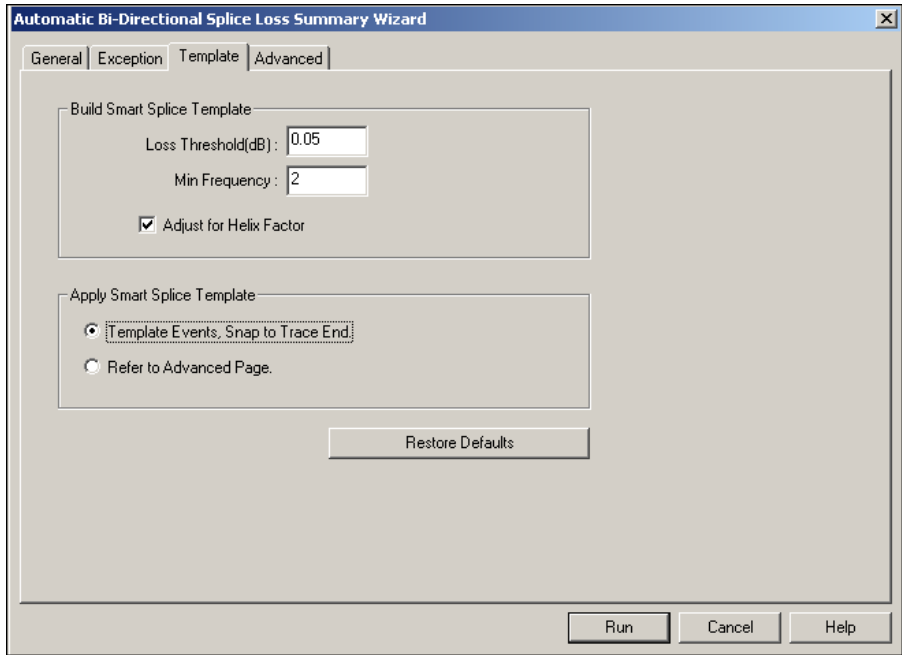 Automatic Bi-Directional Splice Loss Summary Wizard
General Exception Template Advanced
Build Smart Splice Template
Loss Threshold(dB) : 0.05
Min Frequency : 2
Adjust for Helix Factor
Apply Smart Splice Template
Template Events, Snap to Trace End.
Refer to Advanced Page.
Restore Defaults
Run Cancel Help